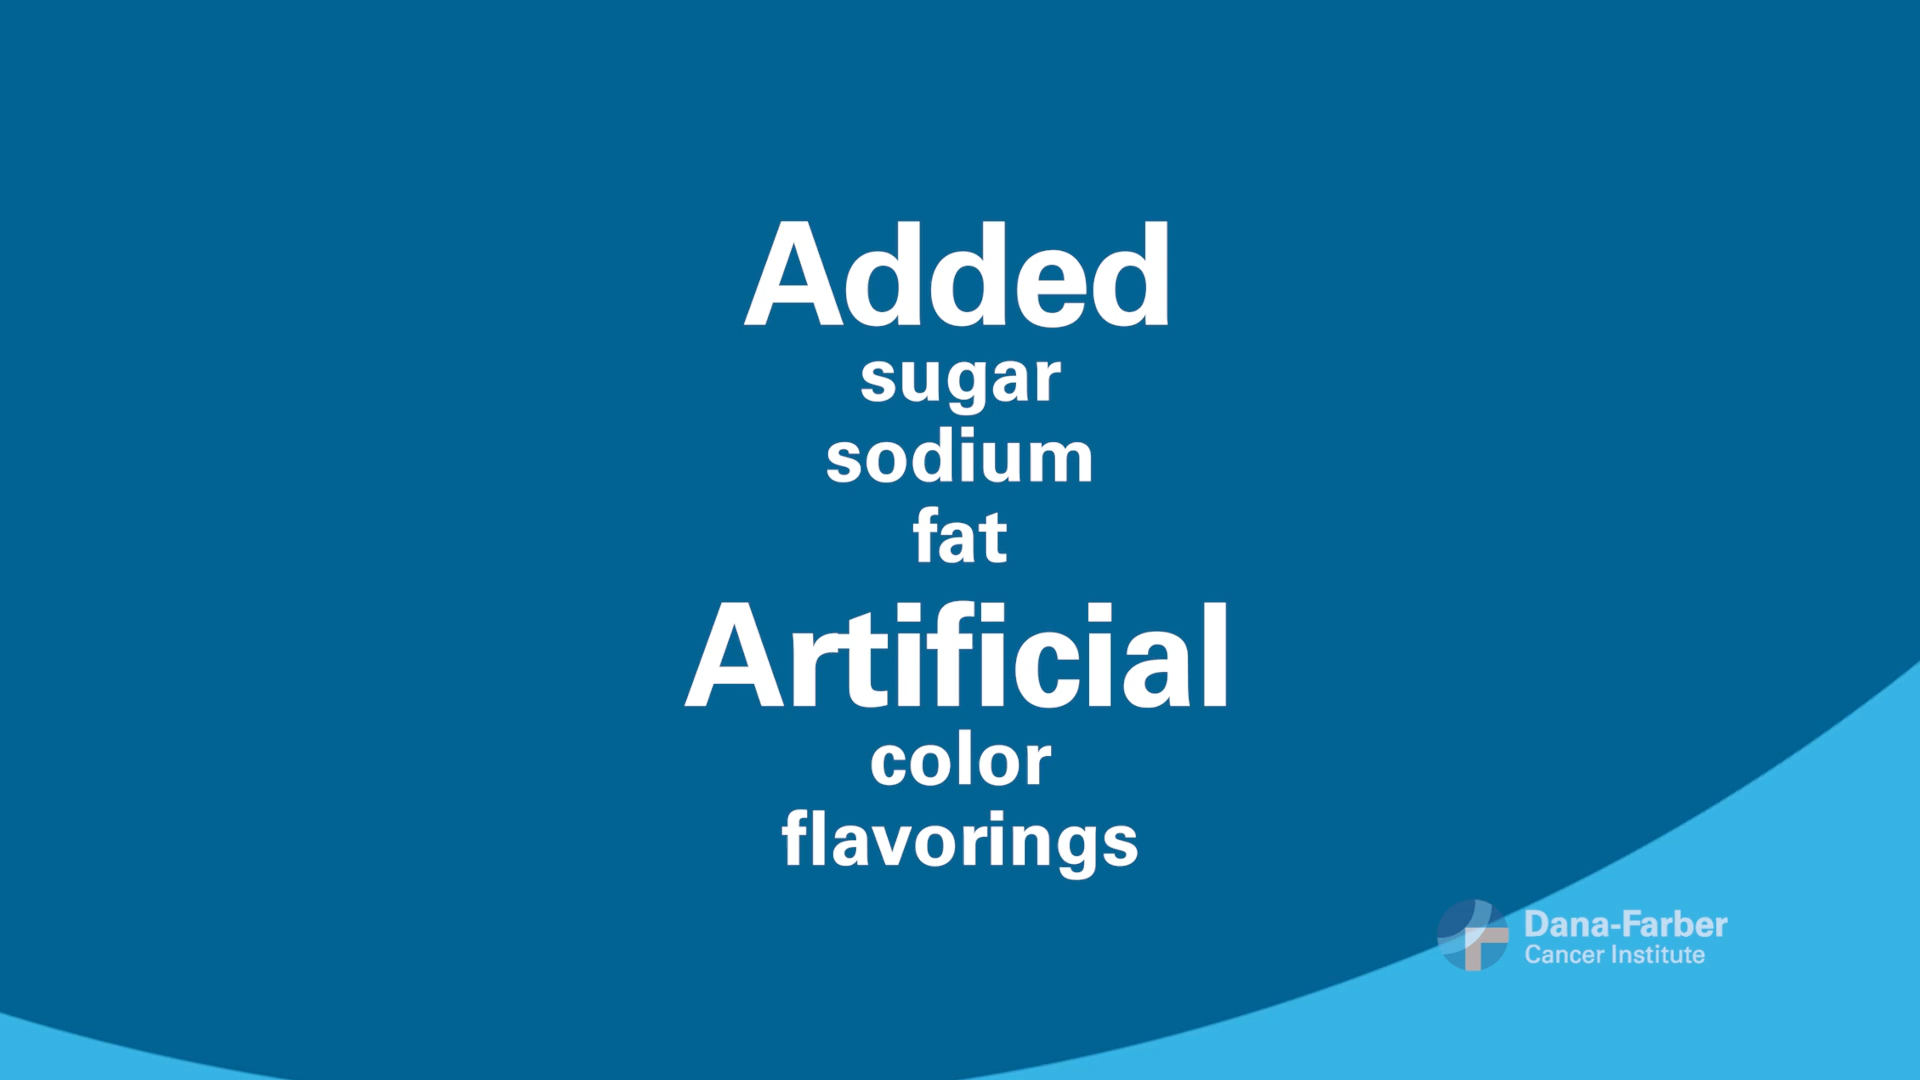 Added
sugar
sodium
fat
Artificial
color
flavorings
Dana-Farber
Cancer Institute